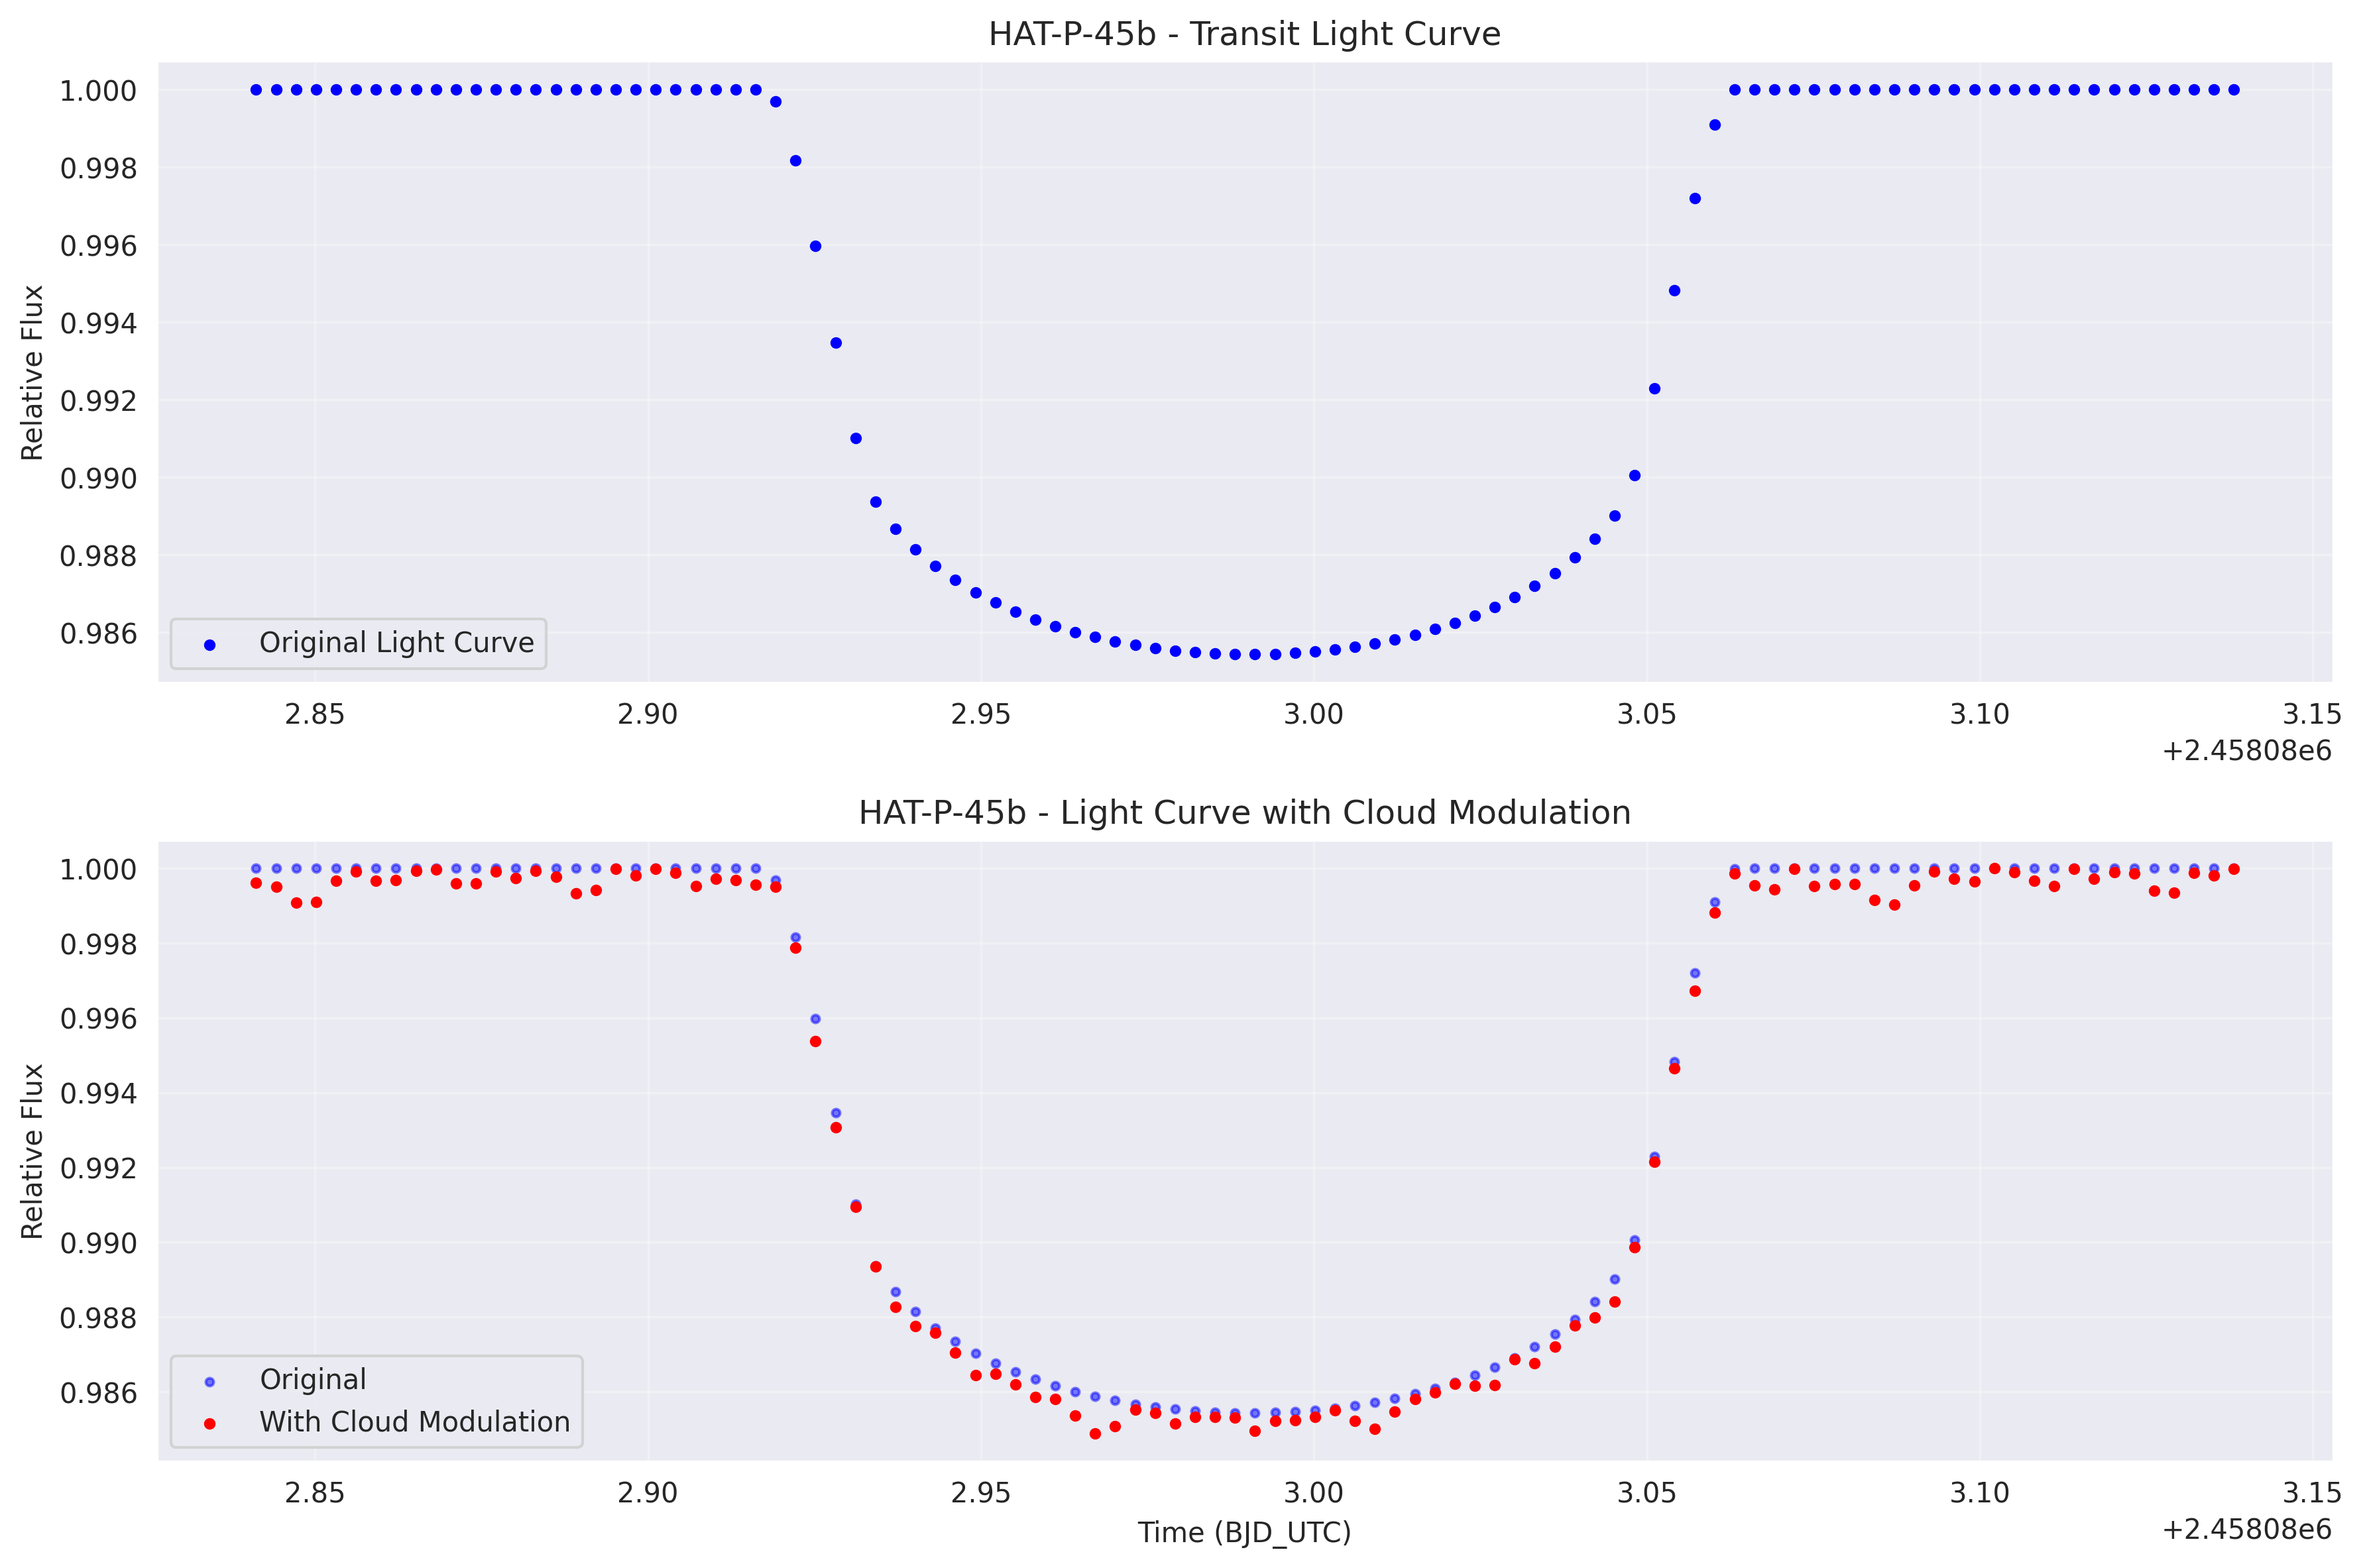 HAT-P-45b - Transit Light Curve
1.000
0.998
0.996
0.994
0.992
0.990
0.988
0.986
Relative Flux
Original Light Curve
2.85 2.90 2.95 3.00 3.05 3.10 3.15
+2.45808e6
HAT-P-45b - Light Curve with Cloud Modulation
1.000
0.998
0.996
0.994
0.992
0.990
0.988
0.986
Relative Flux
Original
With Cloud Modulation
2.85 2.90 2.95 3.00 3.05 3.10 3.15
Time (BJD_UTC)
+2.45808e6